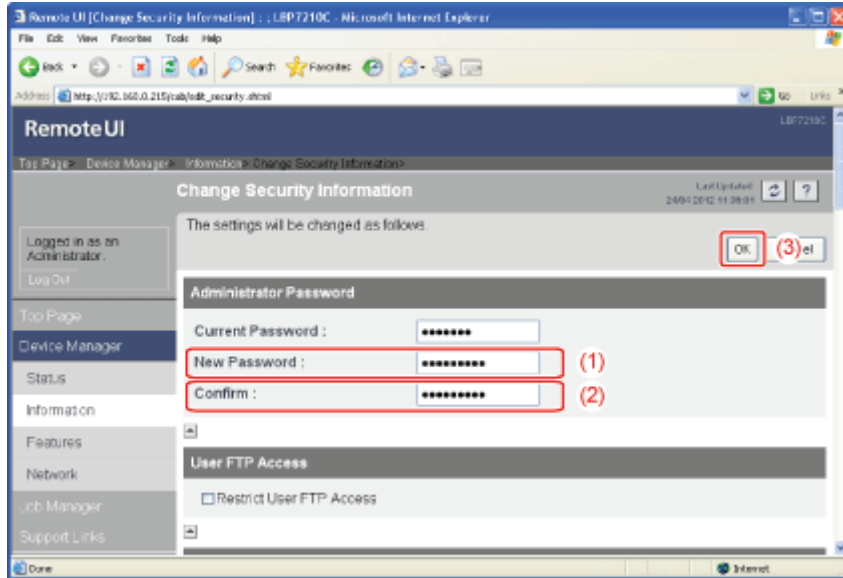 Remote UI [Change Security Information] : ; LBP7210C - Microsoft Internet Explorer
File Edit View Favorites Tools Help
Back Search Favorites
Address http://192.168.0.215/cab/edit_security.shtml Go Links
Remote UI
LBP7210C
Top Page> Device Manager> Information> Change Security Information>
Change Security Information
Last Updated
24/04/2012 11:38:01
?
The settings will be changed as follows.
Logged in as an
Administrator.
Log Out
OK (3) el
Administrator Password
Top Page
Current Password :
Device Manager
New Password : (1)
Status
Confirm : (2)
Information
Features
User FTP Access
Network
Restrict User FTP Access
Job Manager
Support Links
Done Internet